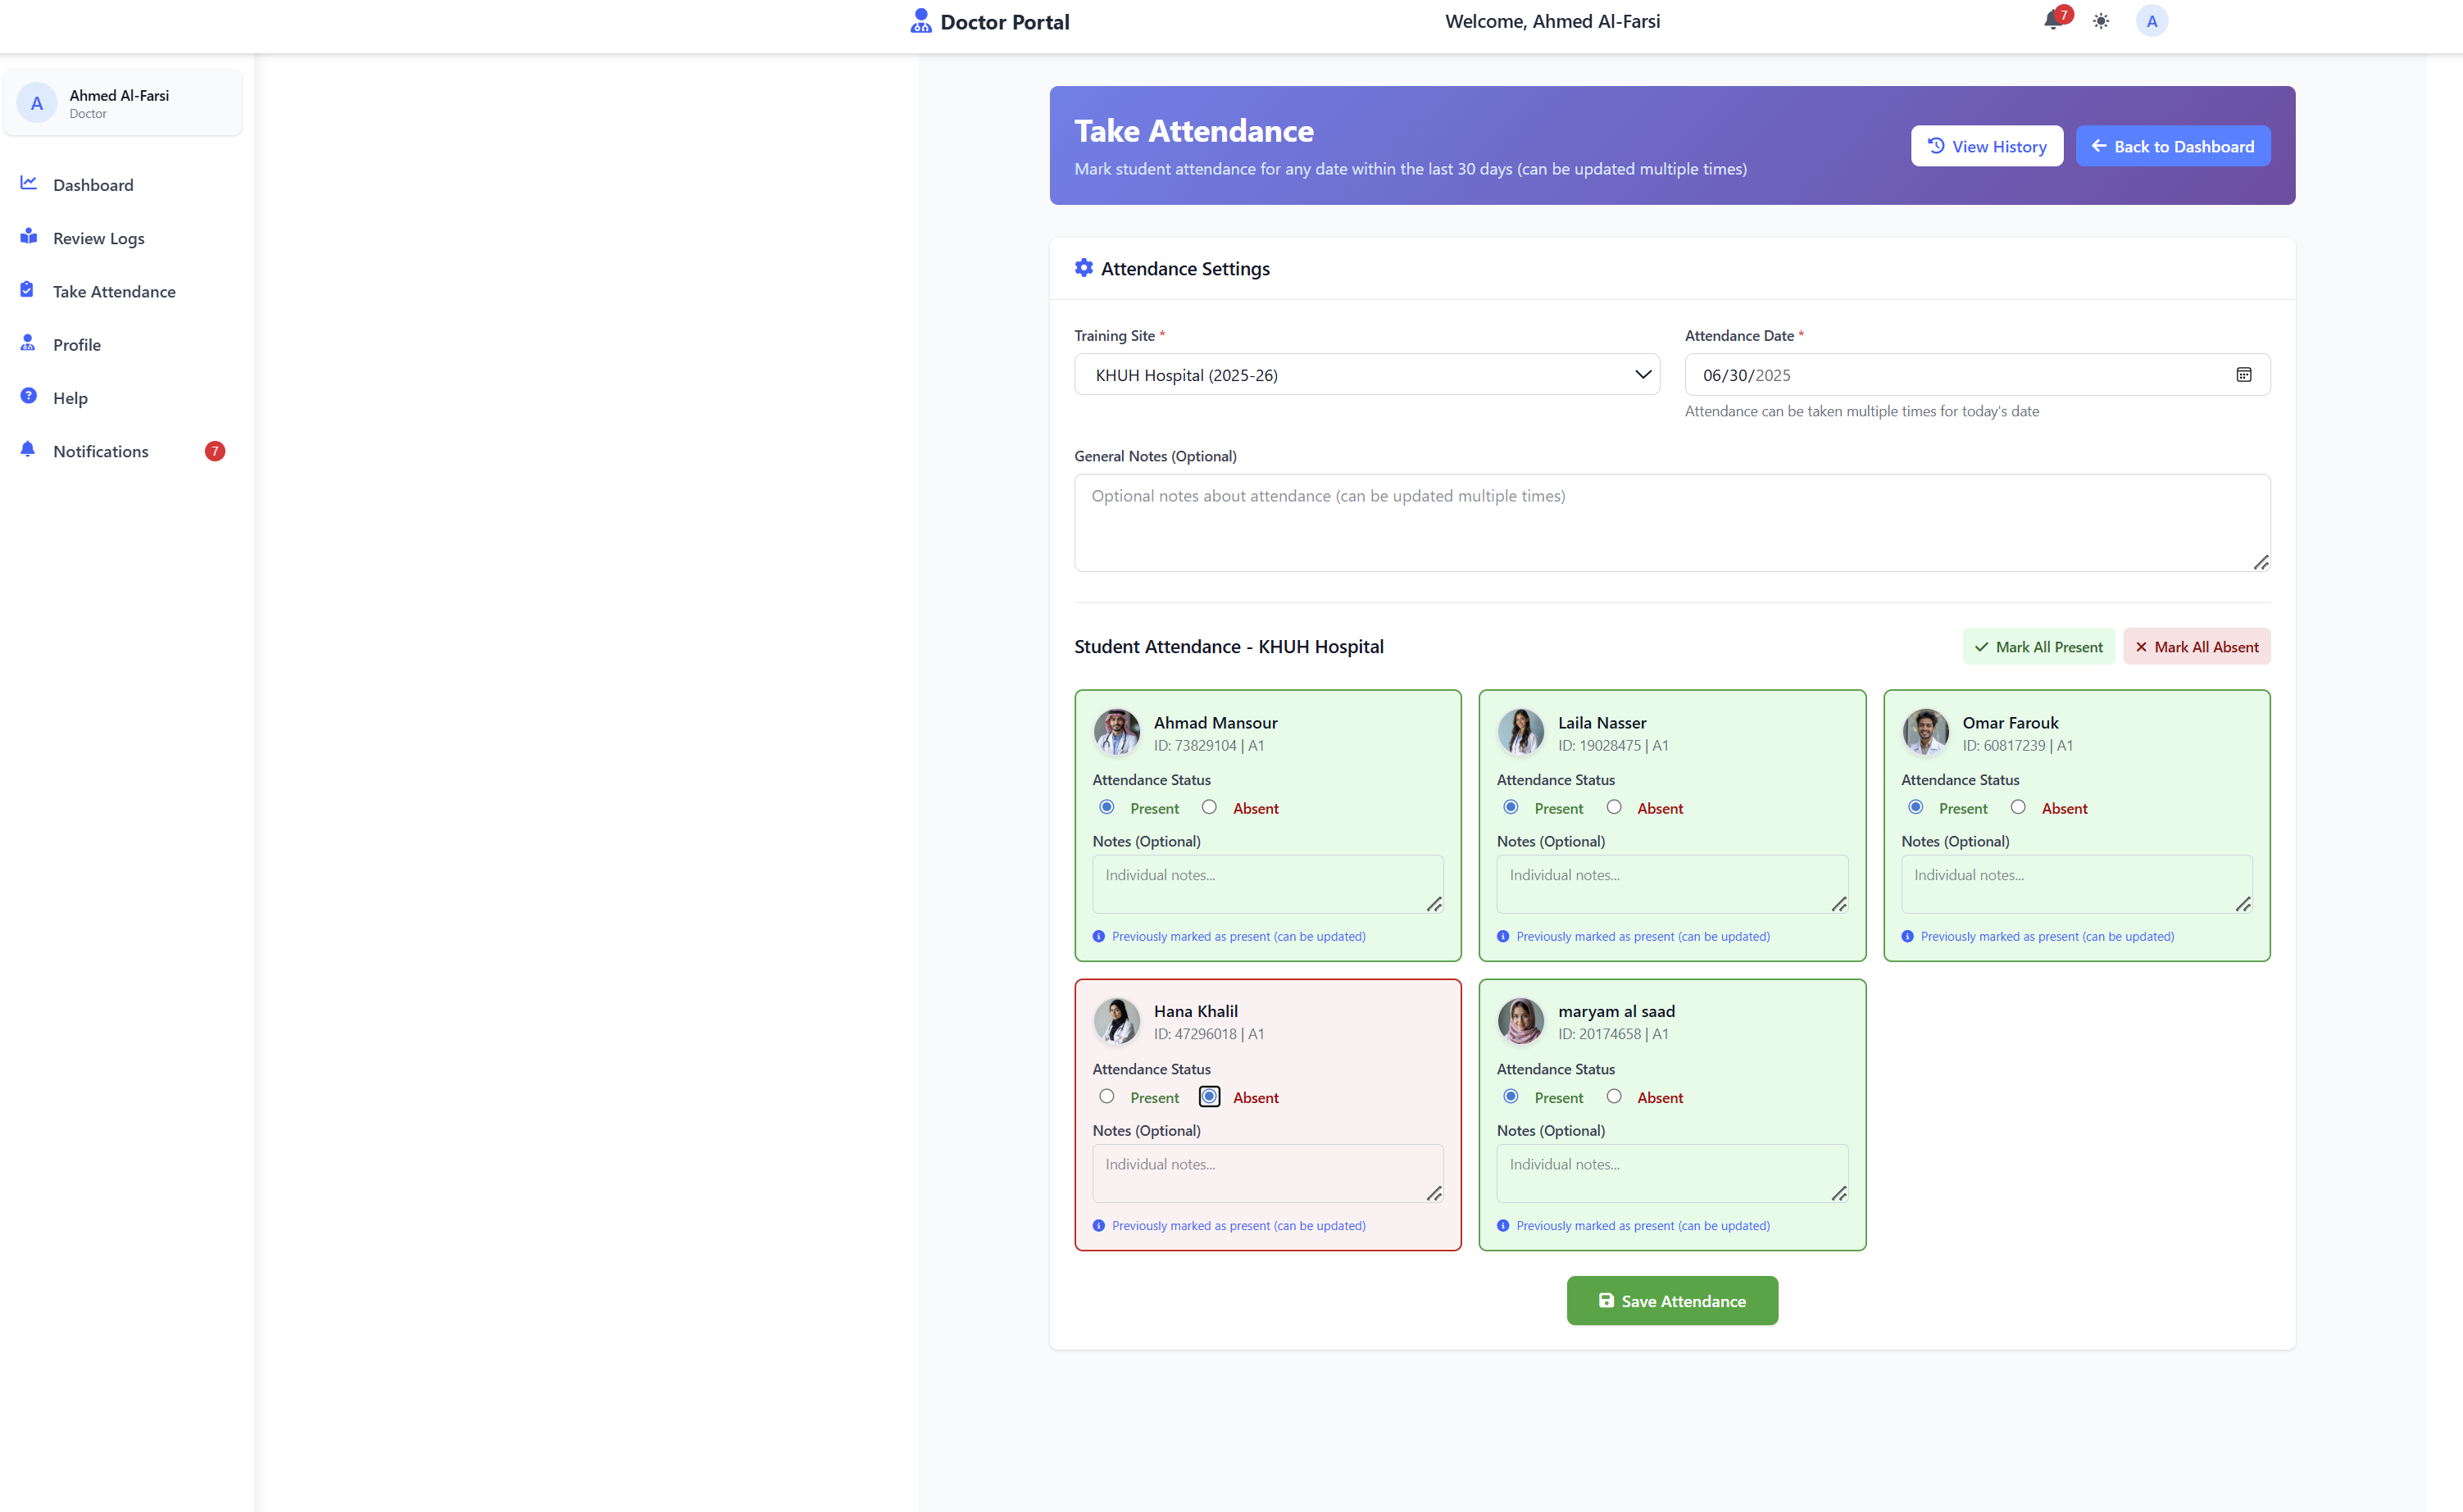 Doctor Portal
Welcome, Ahmed Al-Farsi
7
A
A
Ahmed Al-Farsi
Doctor
Dashboard
Review Logs
Take Attendance
Profile
Help
Notifications
7
Take Attendance
Mark student attendance for any date within the last 30 days (can be updated multiple times)
View History
Back to Dashboard
Attendance Settings
Training Site *
KHUH Hospital (2025-26)
Attendance Date *
06/30/2025
Attendance can be taken multiple times for today's date
General Notes (Optional)
Optional notes about attendance (can be updated multiple times)
Student Attendance - KHUH Hospital
Mark All Present
Mark All Absent
Ahmad Mansour
ID: 73829104 | A1
Attendance Status
Present
Absent
Notes (Optional)
Individual notes...
Previously marked as present (can be updated)
Laila Nasser
ID: 19028475 | A1
Attendance Status
Present
Absent
Notes (Optional)
Individual notes...
Previously marked as present (can be updated)
Omar Farouk
ID: 60817239 | A1
Attendance Status
Present
Absent
Notes (Optional)
Individual notes...
Previously marked as present (can be updated)
Hana Khalil
ID: 47296018 | A1
Attendance Status
Present
Absent
Notes (Optional)
Individual notes...
Previously marked as present (can be updated)
maryam al saad
ID: 20174658 | A1
Attendance Status
Present
Absent
Notes (Optional)
Individual notes...
Previously marked as present (can be updated)
Save Attendance